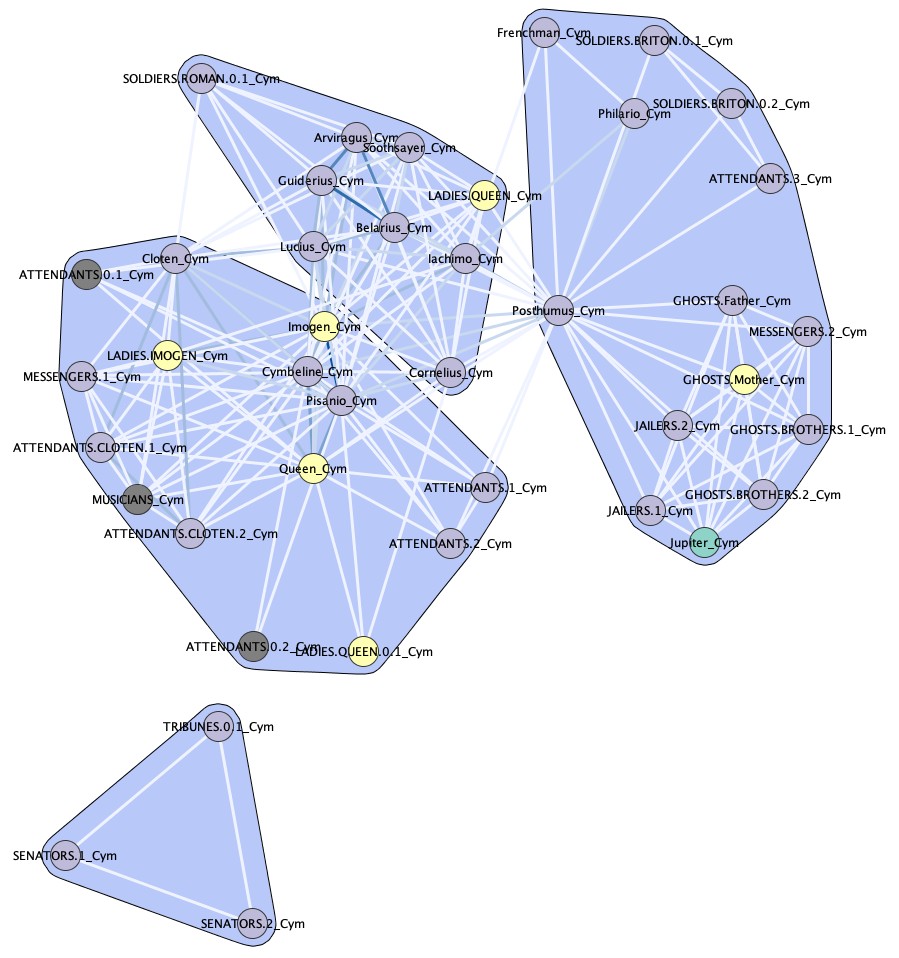 Frenchman_Cym
SOLDIERS.BRITON.0.1_Cym
SOLDIERS.ROMAN.0.1_Cym
SOLDIERS.BRITON.0.2_Cym
Philario_Cym
Arviragus_Cym
Soothsayer_Cym
Guiderius_Cym
ATTENDANTS.3_Cym
LADIES.QUEEN_Cym
Belarius_Cym
Lucius_Cym
Cloten_Cym
Iachimo_Cym
ATTENDANTS.0.1_Cym
GHOSTS.Father_Cym
Posthumus_Cym
Imogen_Cym
MESSENGERS.2_Cym
LADIES.IMOGEN_Cym
Cymbeline_Cym
Cornelius_Cym
MESSENGERS.1_Cym
GHOSTS.Mother_Cym
Pisanio_Cym
JAILERS.2_Cym
GHOSTS.BROTHERS.1_Cym
ATTENDANTS.CLOTEN.1_Cym
Queen_Cym
ATTENDANTS.1_Cym
GHOSTS.BROTHERS.2_Cym
MUSICIANS_Cym
JAILERS.1_Cym
ATTENDANTS.CLOTEN.2_Cym
ATTENDANTS.2_Cym
Jupiter_Cym
ATTENDANTS.0.2_Cym
LADIES.QUEEN.0.1_Cym
TRIBUNES.0.1_Cym
SENATORS.1_Cym
SENATORS.2_Cym